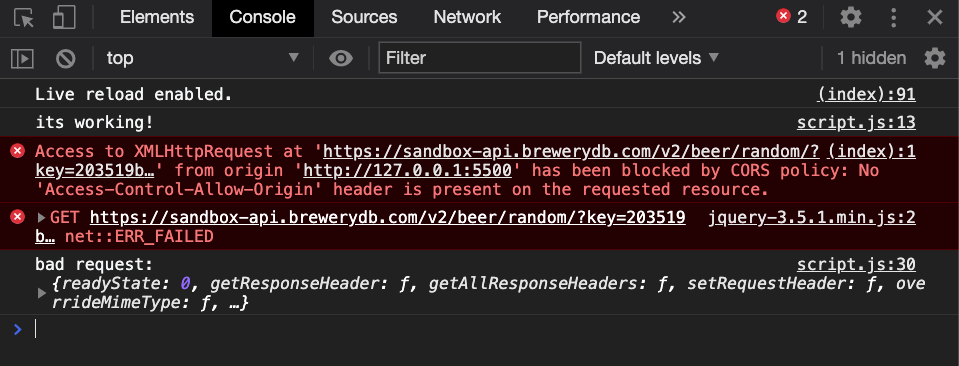 Elements Console Sources Network Performance » 2
top Filter Default levels 1 hidden
Live reload enabled. (index):91
its working! script.js:13
Access to XMLHttpRequest at 'https://sandbox-api.brewerydb.com/v2/beer/random/? (index):1
key=203519b…' from origin 'http://127.0.0.1:5500' has been blocked by CORS policy: No
'Access-Control-Allow-Origin' header is present on the requested resource.
GET https://sandbox-api.brewerydb.com/v2/beer/random/?key=203519 jquery-3.5.1.min.js:2
b… net::ERR_FAILED
bad request: script.js:30
{readyState: 0, getResponseHeader: ƒ, getAllResponseHeaders: ƒ, setRequestHeader: ƒ, ove
rrideMimeType: ƒ, …}